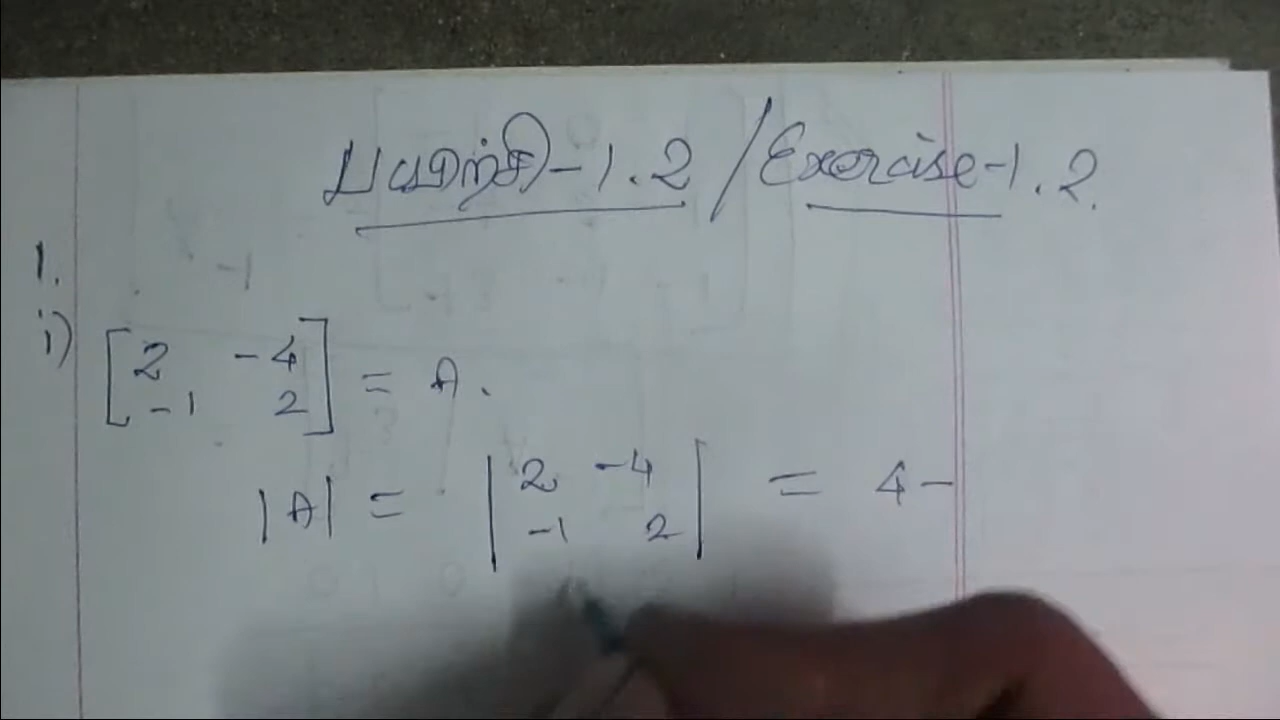 பயிற்சி-1.2 / Exercise-1.2.
1.
i) [2 -4
-1 2] = A.
|A| = |2 -4
-1 2| = 4-